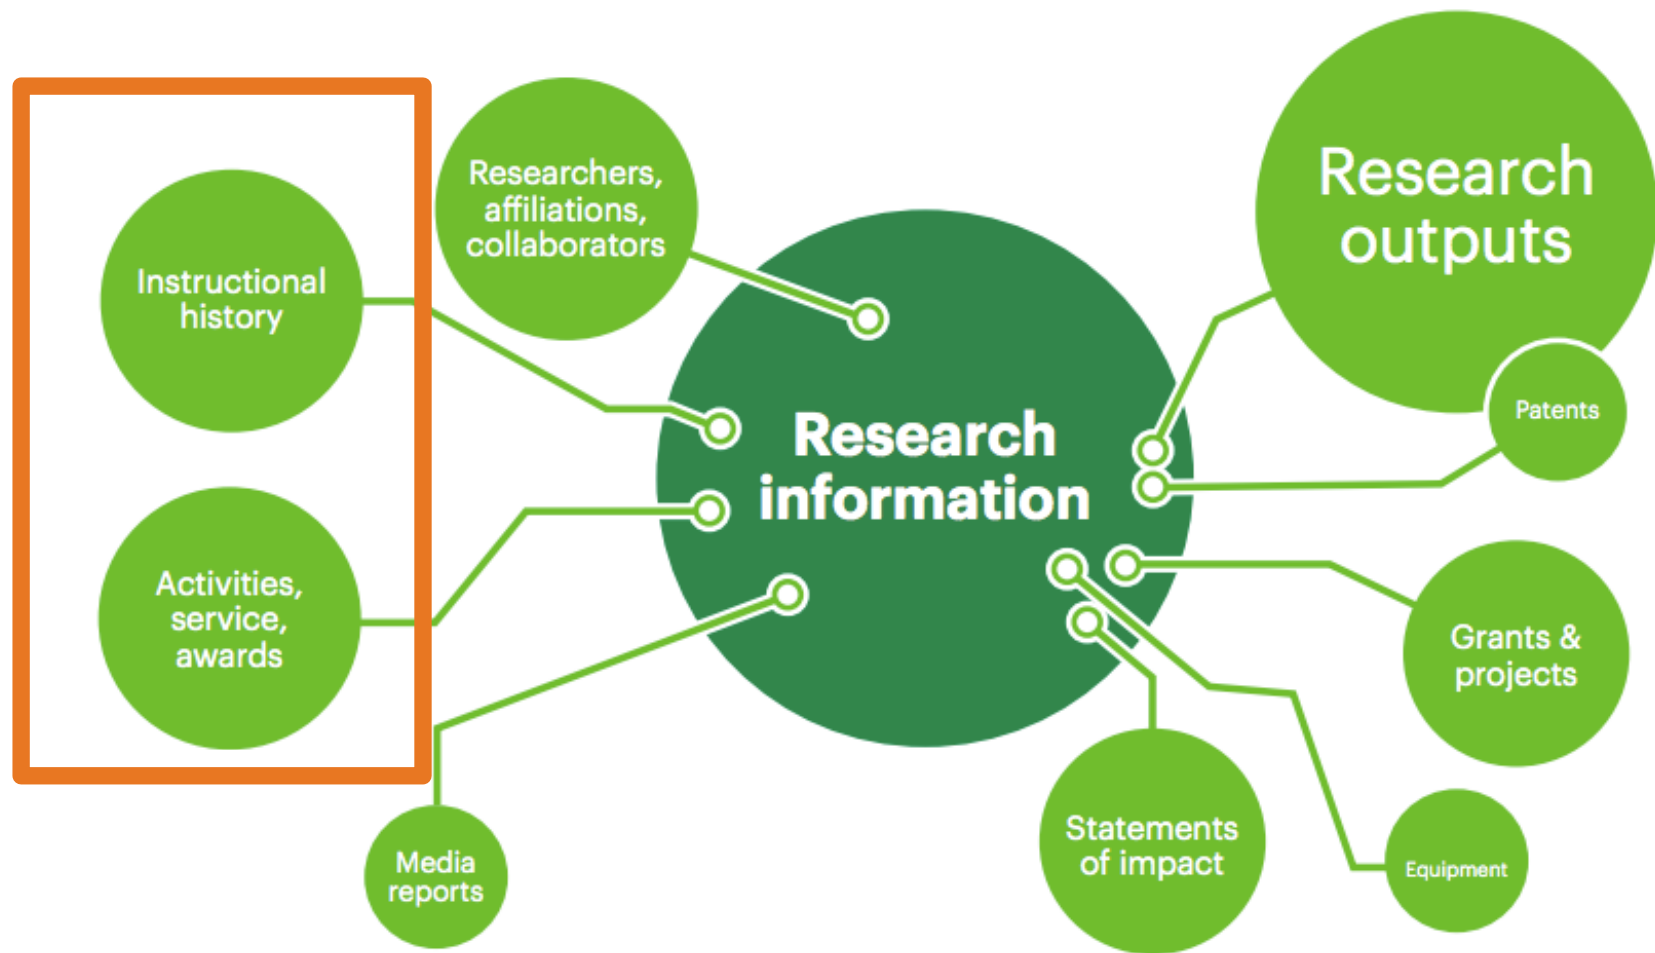 Researchers,
affiliations,
collaborators
Research
outputs
Instructional
history
Patents
Research
information
Activities,
service,
awards
Grants &
projects
Statements
of impact
Media
reports
Equipment